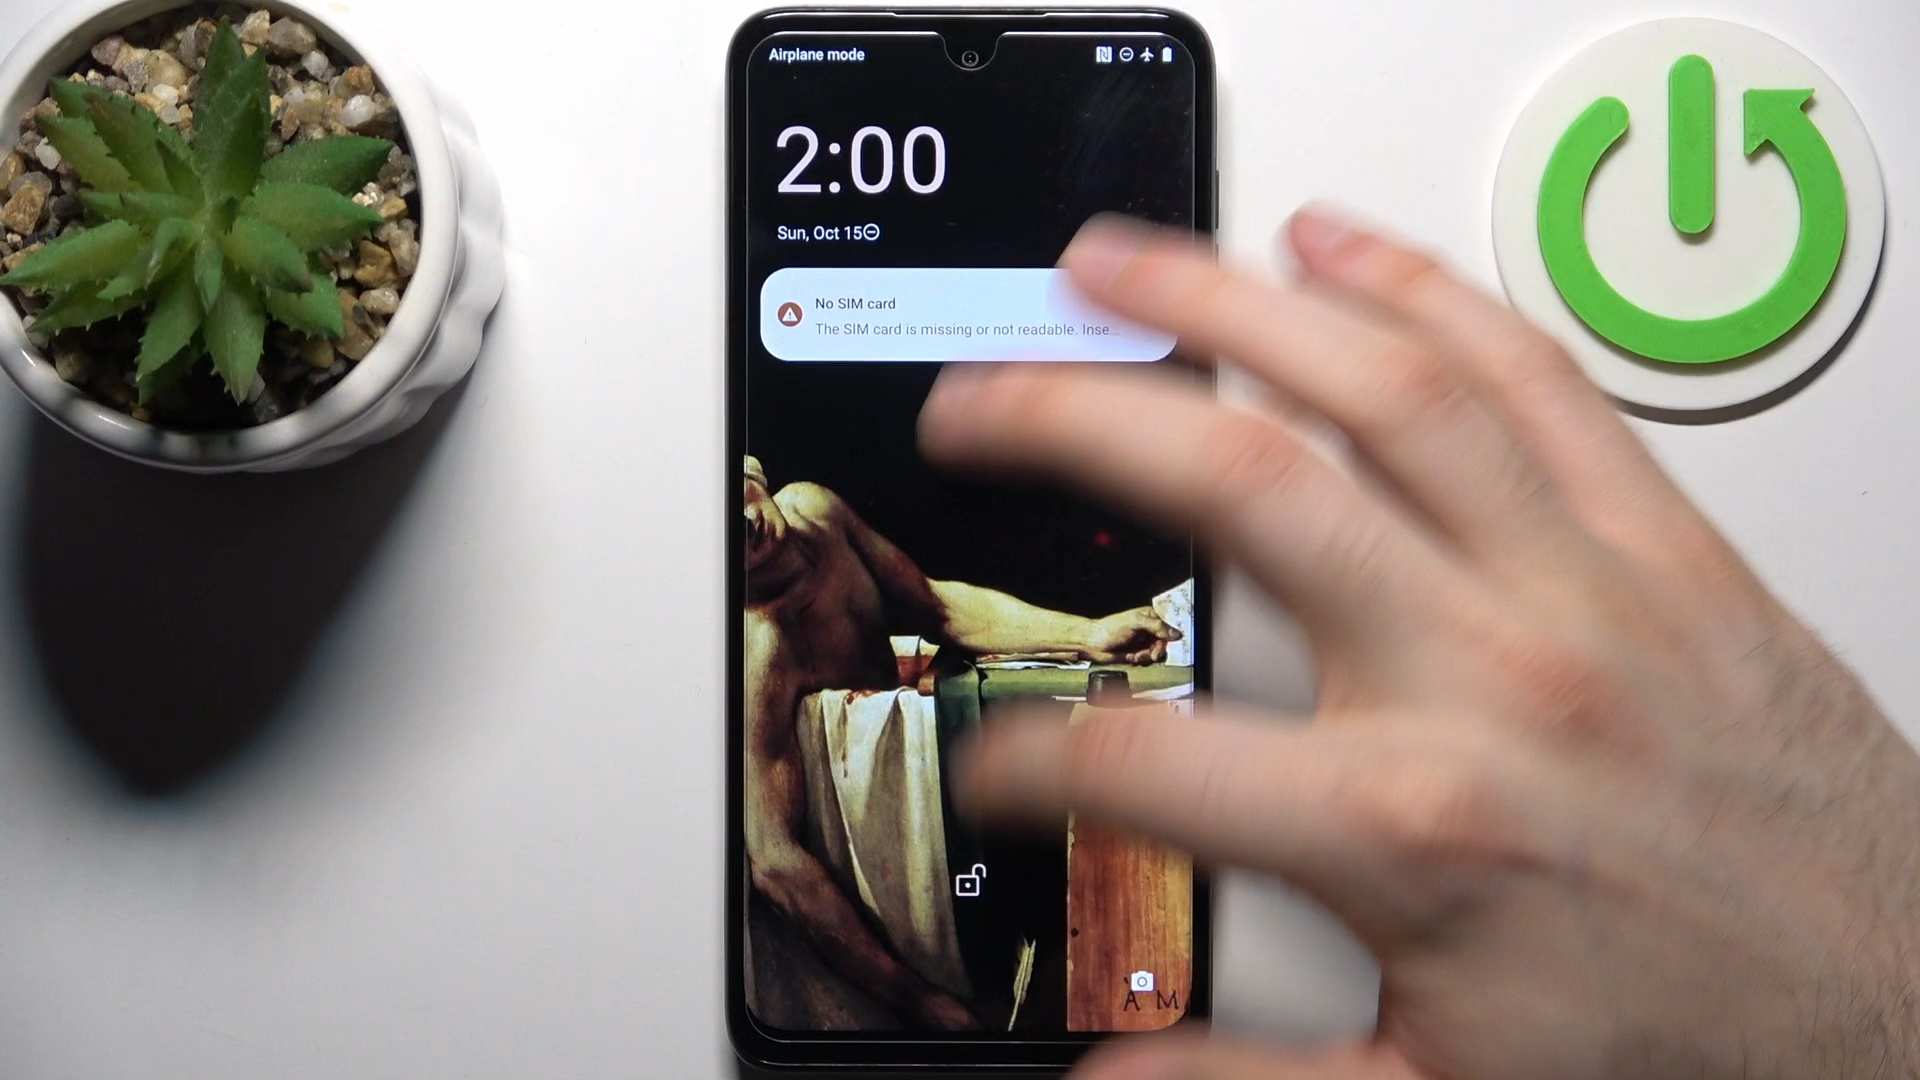 Airplane mode
2:00
Sun, Oct 15
No SIM card
The SIM card is missing or not readable. Inse...
À M